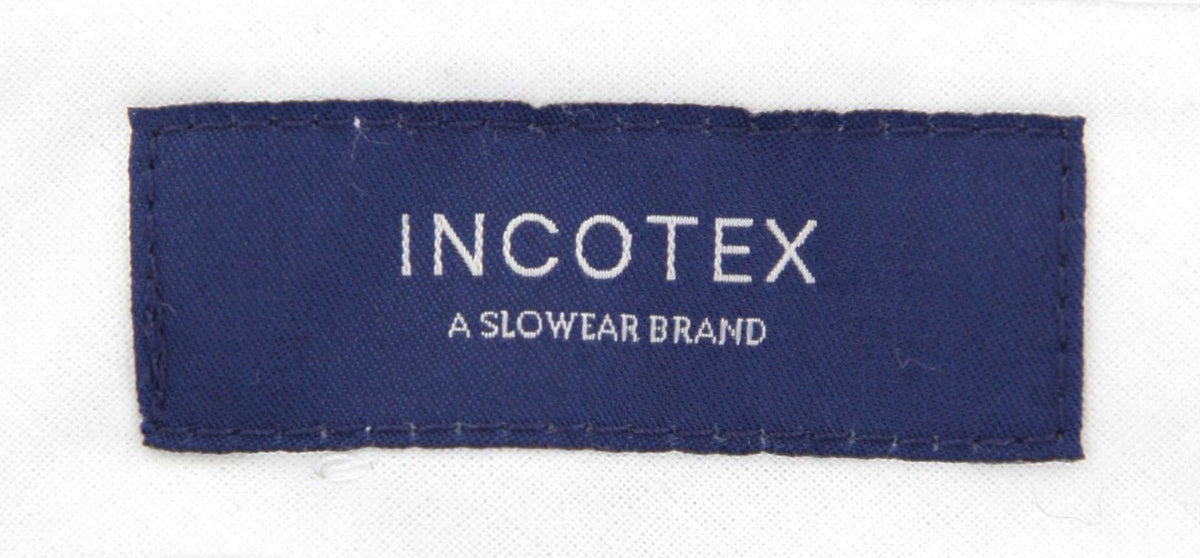 INCOTEX
A SLOWEAR BRAND